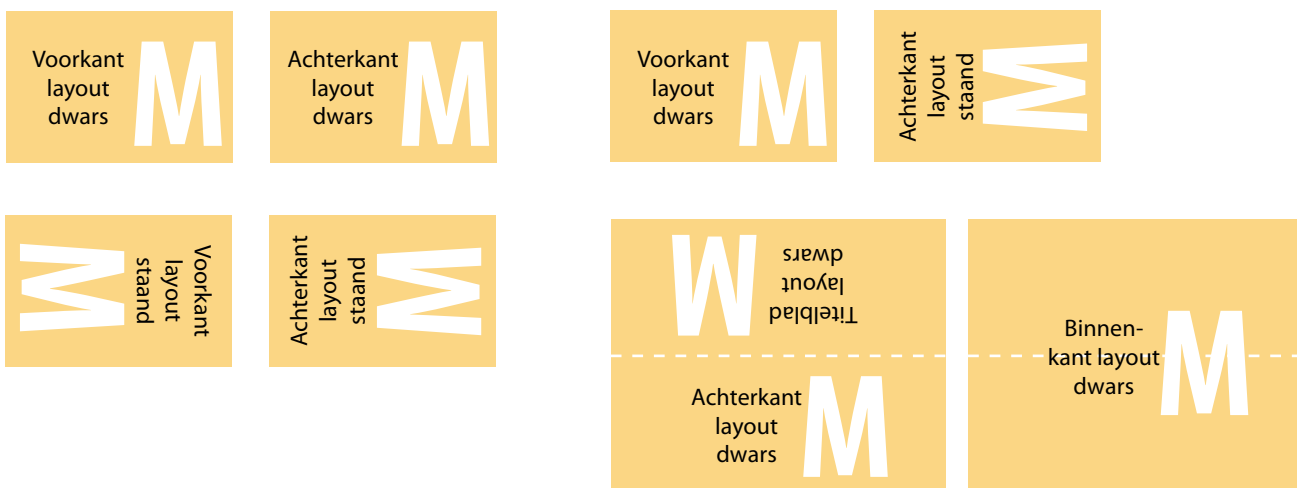 Voorkant
layout
dwars
M
Achterkant
layout
dwars
M
Voorkant
layout
dwars
M
Achterkant
layout
staand
M
Voorkant
layout
staand
M
Achterkant
layout
staand
M
Titelblad
layout
dwars
M
Achterkant
layout
dwars
M
Binnen-
kant layout
dwars
M